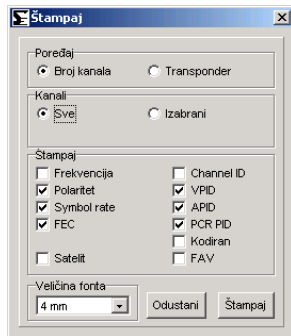 Štampaj
Poređaj
Broj kanala Transponder
Kanali
Sve Izabrani
Štampaj
Frekvencija Channel ID
Polaritet VPID
Symbol rate APID
FEC PCR PID
Kodiran
Satelit FAV
Veličina fonta
4 mm Odustani Štampaj